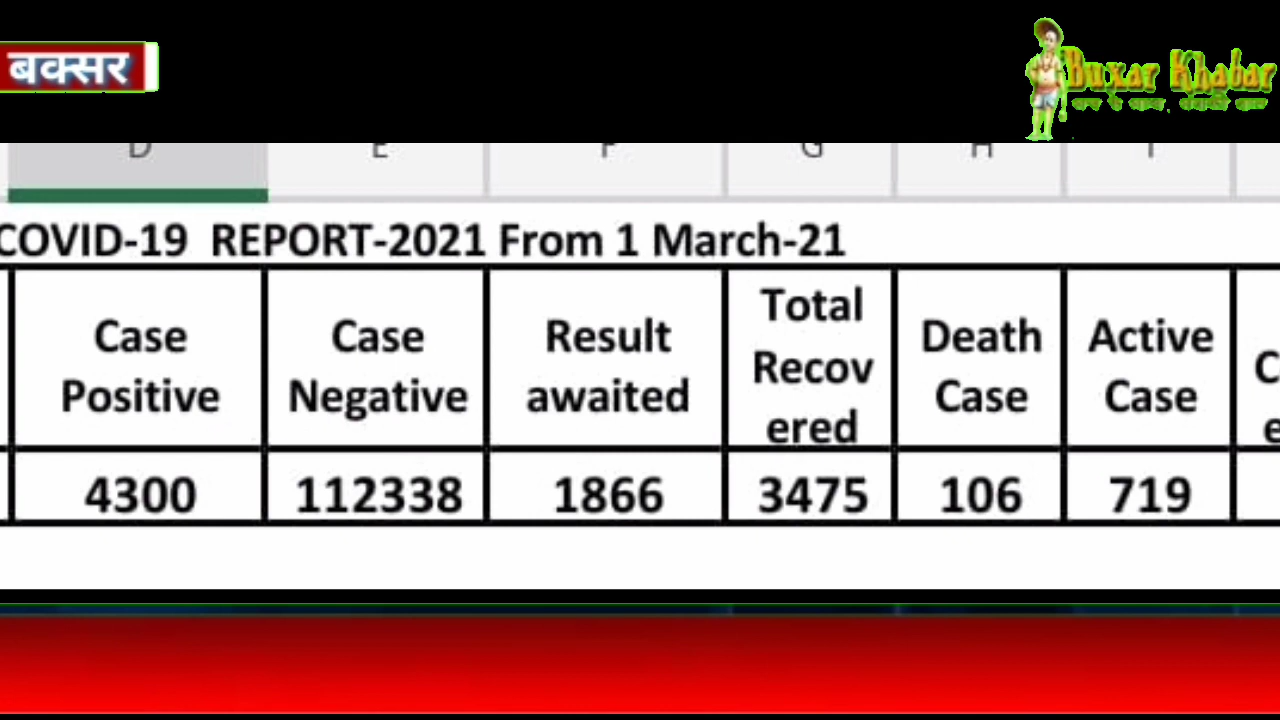 बक्सर
Buxar Khabar
D E F G H I
COVID-19 REPORT-2021 From 1 March-21
Case Positive
Case Negative
Result awaited
Total Recov ered
Death Case
Active Case
4300 112338 1866 3475 106 719